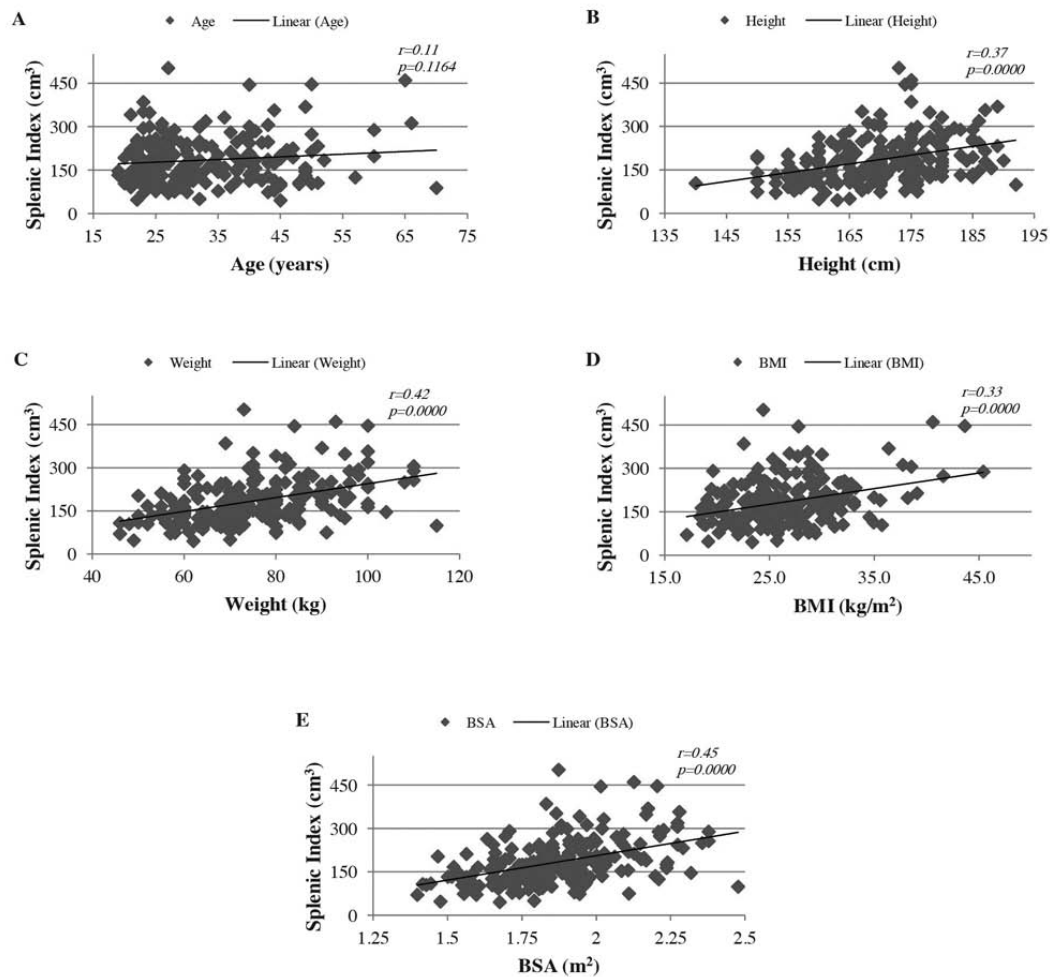 A
Age Linear (Age)
r=0.11
p=0.1164
Splenic Index (cm³)
450
300
150
0
15 25 35 45 55 65 75
Age (years)
B
Height Linear (Height)
r=0.37
p=0.0000
Splenic Index (cm³)
450
300
150
0
135 145 155 165 175 185 195
Height (cm)
C
Weight Linear (Weight)
r=0.42
p=0.0000
Splenic Index (cm³)
450
300
150
0
40 60 80 100 120
Weight (kg)
D
BMI Linear (BMI)
r=0.33
p=0.0000
Splenic Index (cm³)
450
300
150
0
15.0 25.0 35.0 45.0
BMI (kg/m²)
E
BSA Linear (BSA)
r=0.45
p=0.0000
Splenic Index (cm³)
450
300
150
0
1.25 1.5 1.75 2 2.25 2.5
BSA (m²)